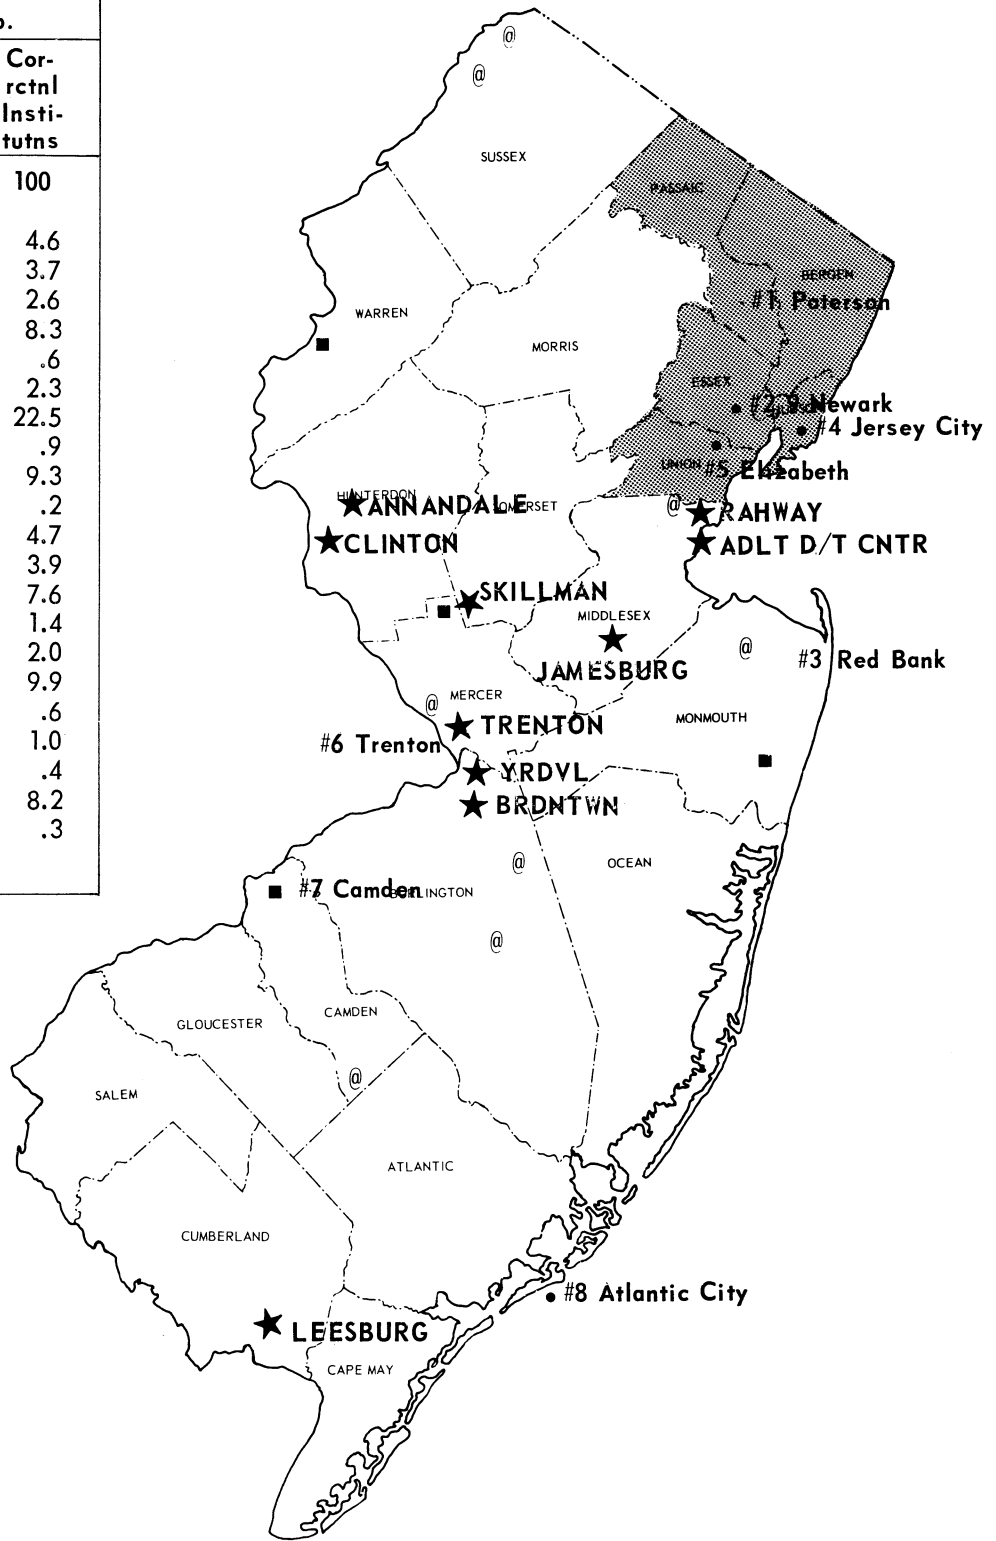 p.
Cor-
rctnl
Insti-
tutns
100
4.6
3.7
2.6
8.3
.6
2.3
22.5
.9
9.3
.2
4.7
3.9
7.6
1.4
2.0
9.9
.6
1.0
.4
8.2
.3
@
@
SUSSEX
PASSAIC
BERGEN
#1 Paterson
WARREN
MORRIS
ESSEX
#2 9 Newark
#4 Jersey City
UNION
#5 Elizabeth
HUNTERDON
ANNANDALE
SOMERSET
@
RAHWAY
CLINTON
ADLT D/T CNTR
SKILLMAN
MIDDLESEX
@
#3 Red Bank
JAMESBURG
MERCER
@
MONMOUTH
TRENTON
#6 Trenton
YRDVL
BRDNTWN
@
OCEAN
#7 Camden
BURLINGTON
@
CAMDEN
GLOUCESTER
@
SALEM
ATLANTIC
CUMBERLAND
#8 Atlantic City
LEESBURG
CAPE MAY